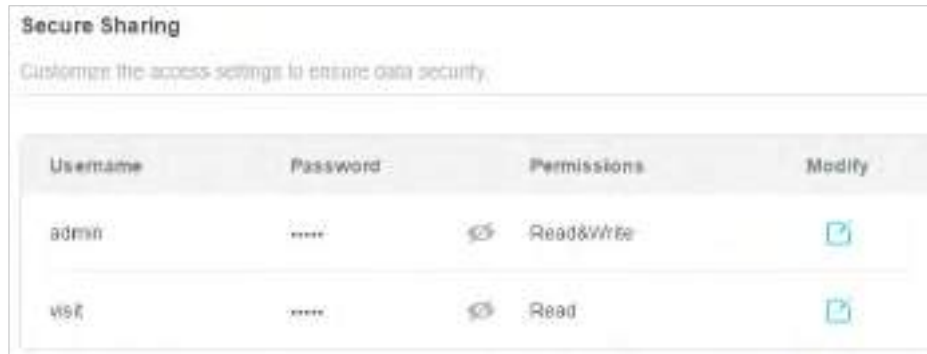 Secure Sharing
Customize the access settings to ensure data security.
Username Password Permissions Modify
admin ••••• Read&Write
visit ••••• Read